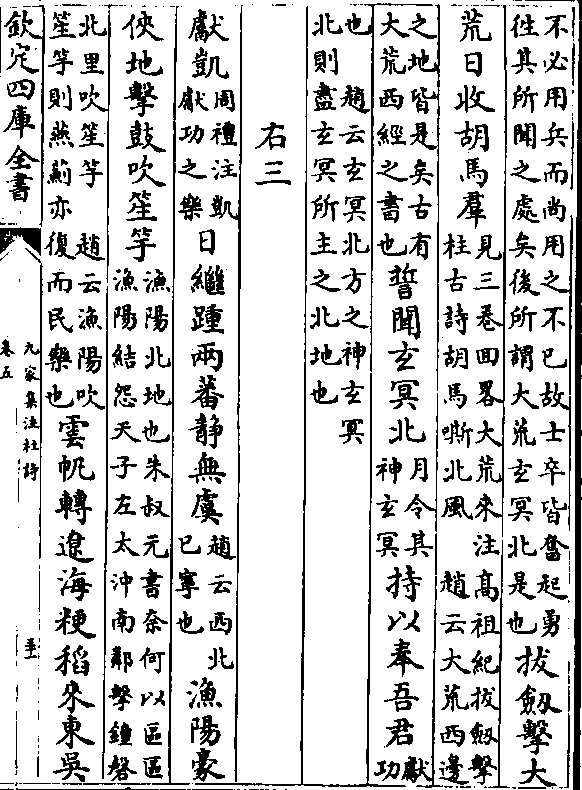 不必用兵而尚用之不已故士卒皆奮起勇
徃其所聞之處矣後所謂大荒玄冥北是也拔劔擊大
荒日收胡馬羣見三卷田畧大荒來注高祖紀拔劔擊
柱古詩胡馬嘶北風趙云大荒西邊
之地皆是矣古有
大荒西經之書也誓聞玄冥北月令其
神玄冥持以奉吾君獻
功
也趙云玄冥北方之神玄冥
北則盡玄冥所主之北地也
右三
獻凱周禮注凱
獻功之樂日繼踵兩蕃静無虞趙云西北
已寧也漁陽豪
俠地擊鼓吹笙竽漁陽北地也朱叔元書奈何以區區
漁陽結怨天子左太沖南鄰擊鐘磬
北里吹笙竽趙云漁陽吹
笙竽則燕薊亦復而民樂也雲帆轉遼海粳稻來東吳
欽定四庫全書
九家集注杜詩
卷五